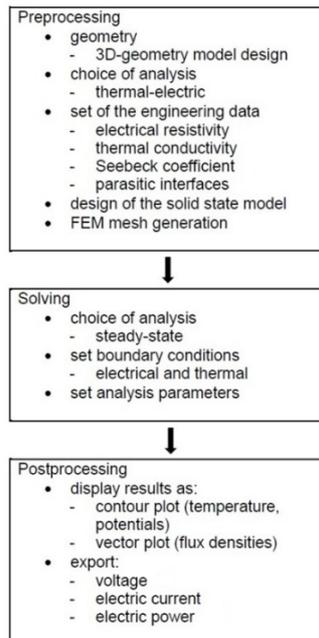 Preprocessing
• geometry
- 3D-geometry model design
• choice of analysis
- thermal-electric
• set of the engineering data
- electrical resistivity
- thermal conductivity
- Seebeck coefficient
- parasitic interfaces
• design of the solid state model
• FEM mesh generation
Solving
• choice of analysis
- steady-state
• set boundary conditions
- electrical and thermal
• set analysis parameters
Postprocessing
• display results as:
- contour plot (temperature,
potentials)
- vector plot (flux densities)
• export:
- voltage
- electric current
- electric power